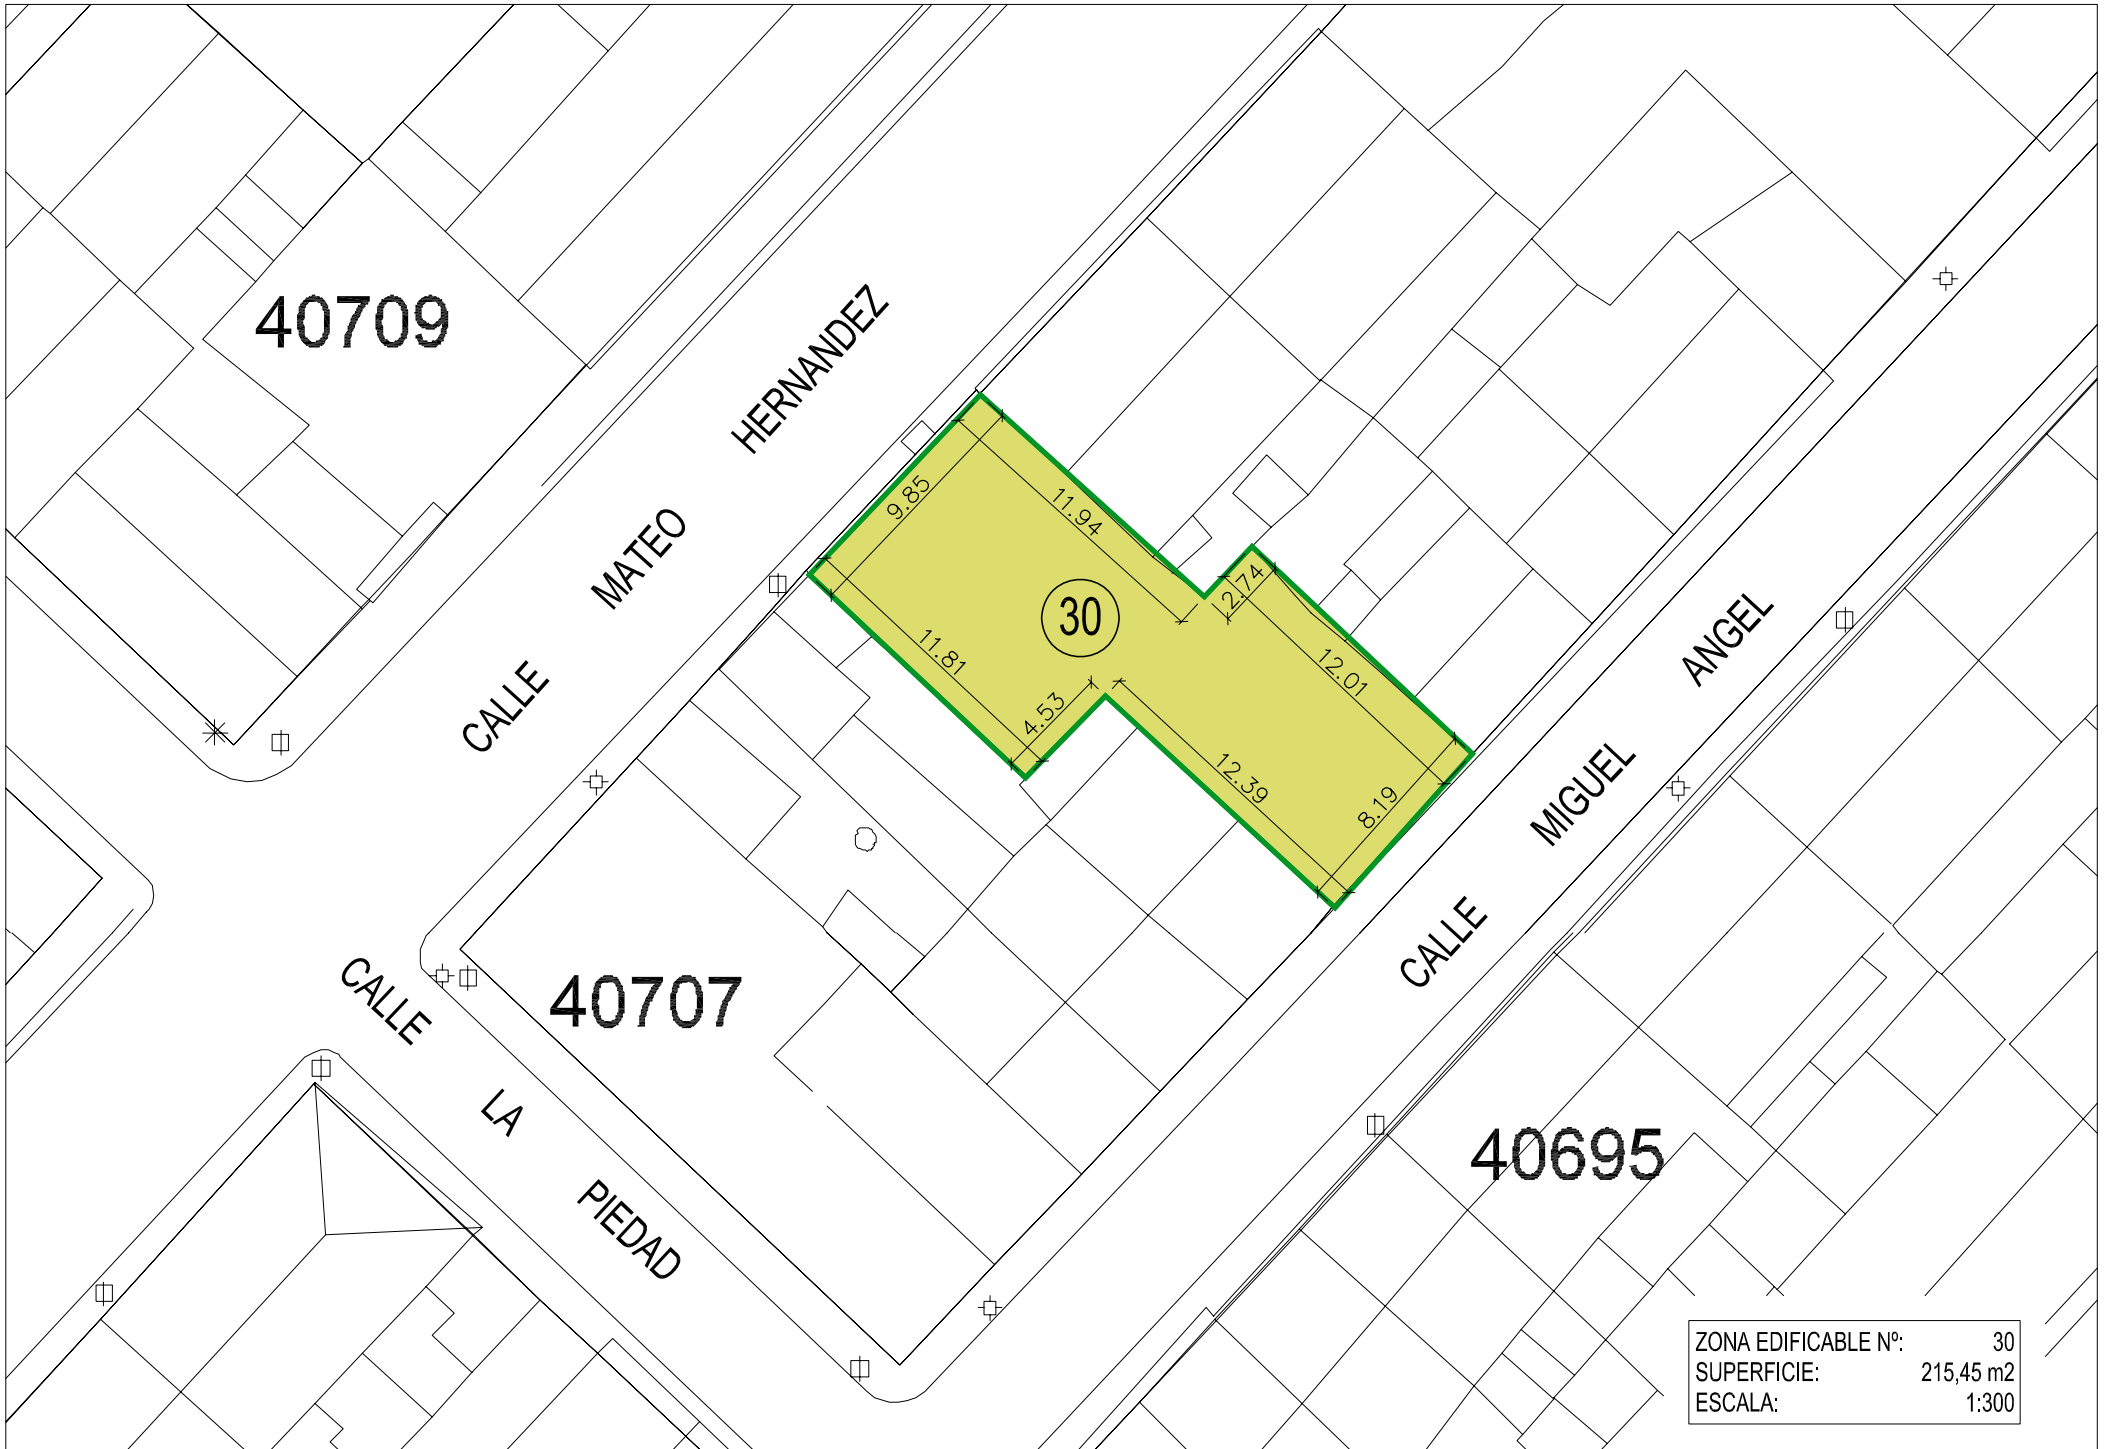 40709
CALLE MATEO HERNANDEZ
9.85
11.94
2.74
30
11.81
4.53
12.01
12.39
8.19
CALLE MIGUEL ANGEL
40707
CALLE LA PIEDAD
40695
ZONA EDIFICABLE Nº: 30
SUPERFICIE: 215,45 m2
ESCALA: 1:300